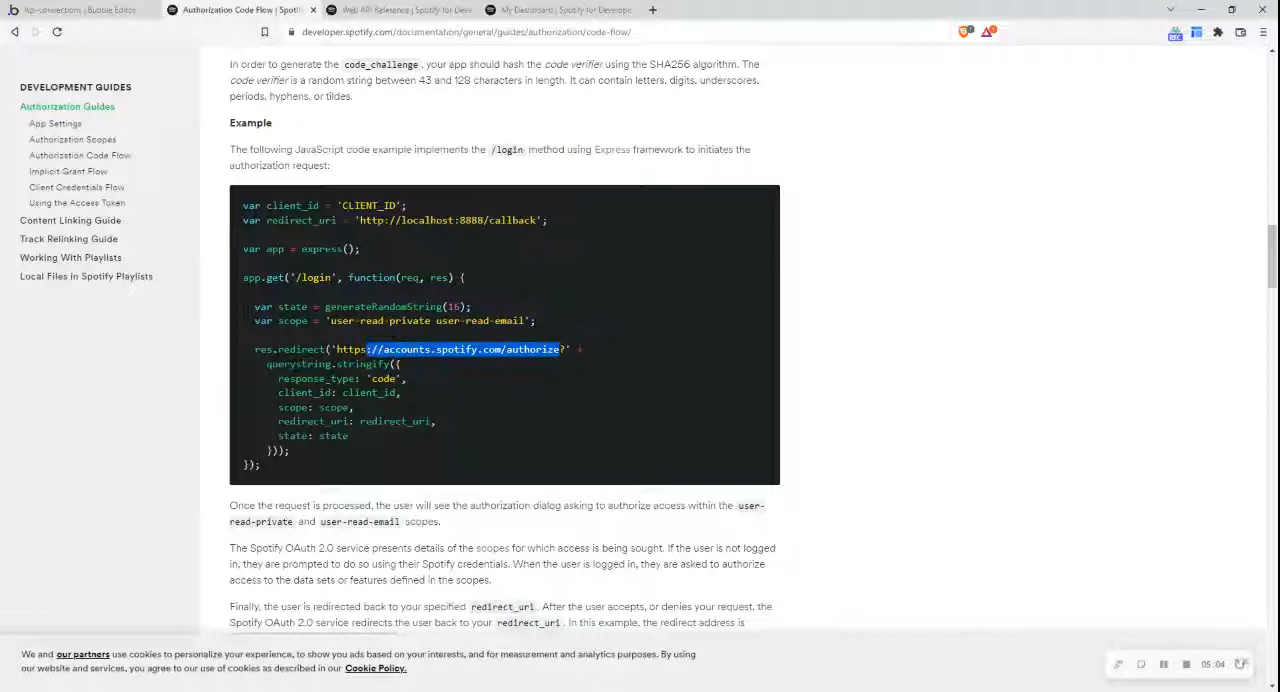 Api-connections | Bubble Editor
Authorization Code Flow | Spotif
Web API Reference | Spotify for Deve
My Dashboard | Spotify for Develope
developer.spotify.com/documentation/general/guides/authorization/code-flow/
REC
DEVELOPMENT GUIDES
Authorization Guides
App Settings
Authorization Scopes
Authorization Code Flow
Implicit Grant Flow
Client Credentials Flow
Using the Access Token
Content Linking Guide
Track Relinking Guide
Working With Playlists
Local Files in Spotify Playlists
In order to generate the code_challenge, your app should hash the code verifier using the SHA256 algorithm. The
code verifier is a random string between 43 and 128 characters in length. It can contain letters, digits, underscores,
periods, hyphens, or tildes.
Example
The following JavaScript code example implements the /login method using Express framework to initiates the
authorization request:
var client_id = 'CLIENT_ID';
var redirect_uri = 'http://localhost:8888/callback';
var app = express();
app.get('/login', function(req, res) {
var state = generateRandomString(16);
var scope = 'user-read-private user-read-email';
res.redirect('https://accounts.spotify.com/authorize?' +
querystring.stringify({
response_type: 'code',
client_id: client_id,
scope: scope,
redirect_uri: redirect_uri,
state: state
}));
});
Once the request is processed, the user will see the authorization dialog asking to authorize access within the user-
read-private and user-read-email scopes.
The Spotify OAuth 2.0 service presents details of the scopes for which access is being sought. If the user is not logged
in, they are prompted to do so using their Spotify credentials. When the user is logged in, they are asked to authorize
access to the data sets or features defined in the scopes.
Finally, the user is redirected back to your specified redirect_uri. After the user accepts, or denies your request, the
Spotify OAuth 2.0 service redirects the user back to your redirect_uri. In this example, the redirect address is
We and our partners use cookies to personalize your experience, to show you ads based on your interests, and for measurement and analytics purposes. By using
our website and services, you agree to our use of cookies as described in our Cookie Policy.
05:04